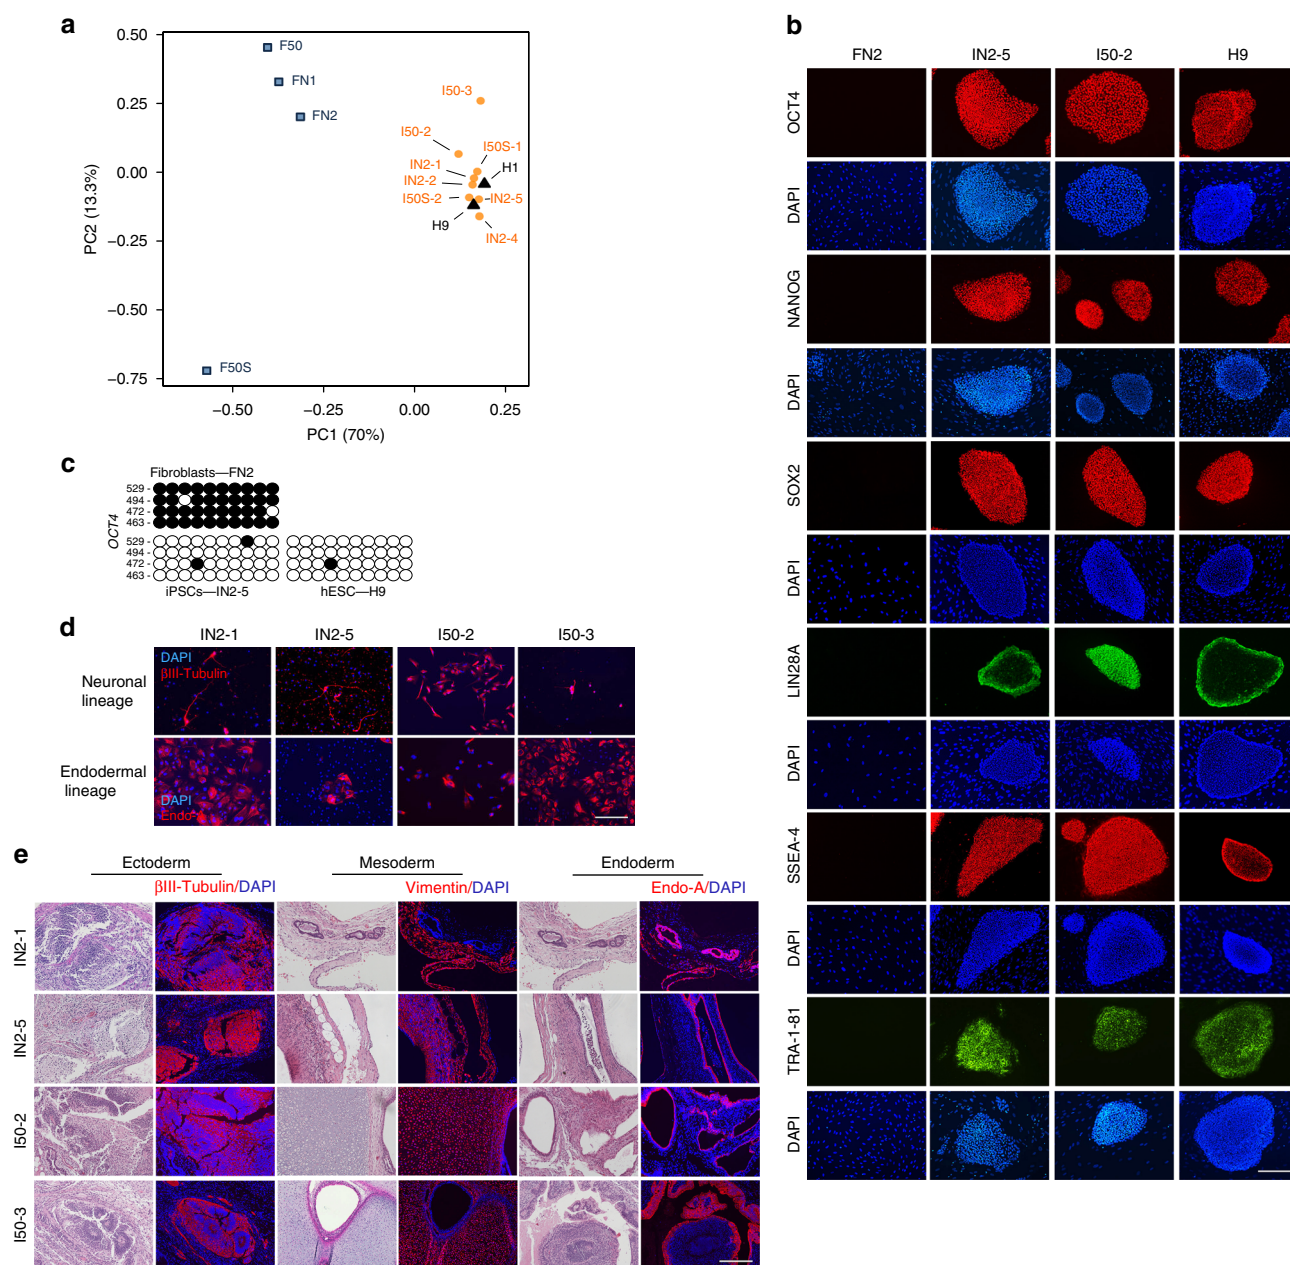 a
0.50
0.25
0.00
−0.25
−0.50
−0.75
PC2 (13.3%)
−0.50
−0.25
0.00
0.25
PC1 (70%)
F50
FN1
FN2
F50S
I50-3
I50-2
I50S-1
IN2-1
H1
IN2-2
I50S-2
IN2-5
H9
IN2-4
b
FN2 IN2-5 I50-2 H9
OCT4
DAPI
NANOG
DAPI
SOX2
DAPI
LIN28A
DAPI
SSEA-4
DAPI
TRA-1-81
DAPI
c
Fibroblasts—FN2
529 -
494 -
472 -
463 -
OCT4
529 -
494 -
472 -
463 -
iPSCs—IN2-5
hESC—H9
d
IN2-1 IN2-5 I50-2 I50-3
Neuronal
lineage
DAPI
βIII-Tubulin
Endodermal
lineage
DAPI
Endo-A
e
Ectoderm Mesoderm Endoderm
βIII-Tubulin/DAPI Vimentin/DAPI Endo-A/DAPI
IN2-1
IN2-5
I50-2
I50-3